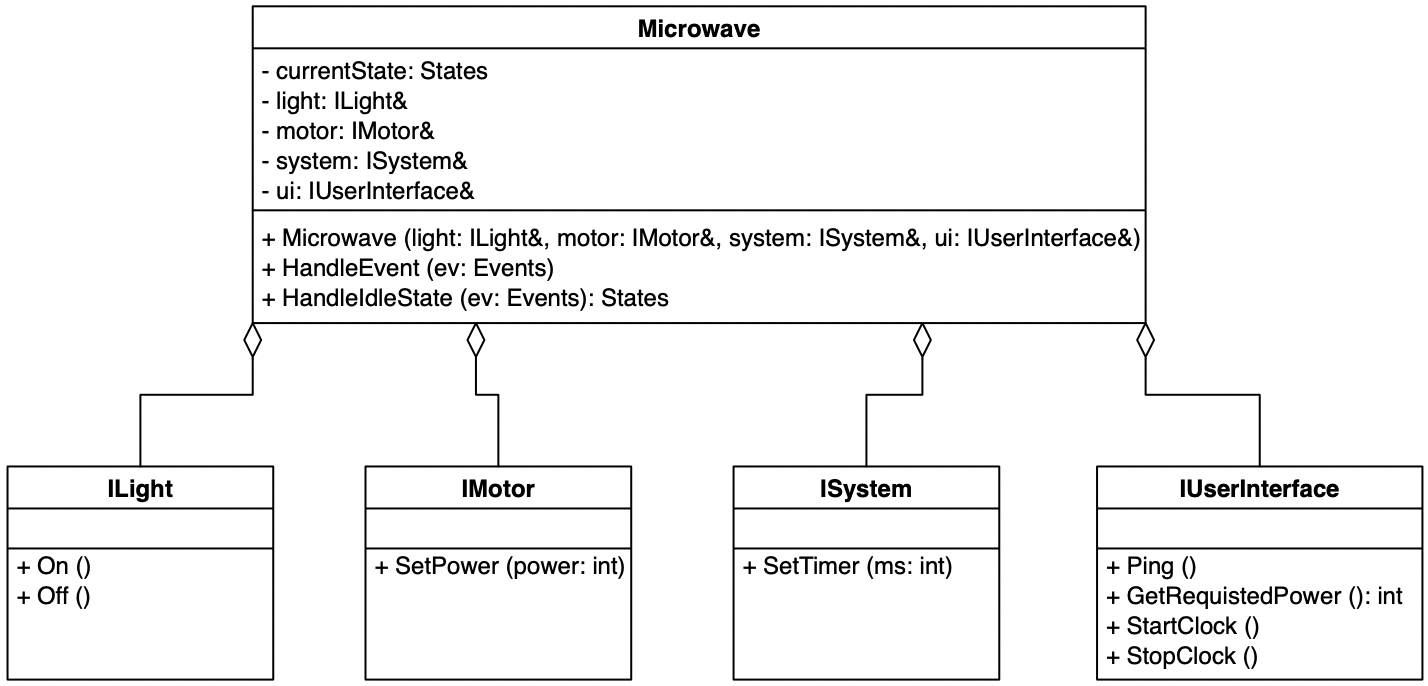 Microwave
- currentState: States
- light: ILight&
- motor: IMotor&
- system: ISystem&
- ui: IUserInterface&
+ Microwave (light: ILight&, motor: IMotor&, system: ISystem&, ui: IUserInterface&)
+ HandleEvent (ev: Events)
+ HandleIdleState (ev: Events): States
ILight
+ On ()
+ Off ()
IMotor
+ SetPower (power: int)
ISystem
+ SetTimer (ms: int)
IUserInterface
+ Ping ()
+ GetRequistedPower (): int
+ StartClock ()
+ StopClock ()